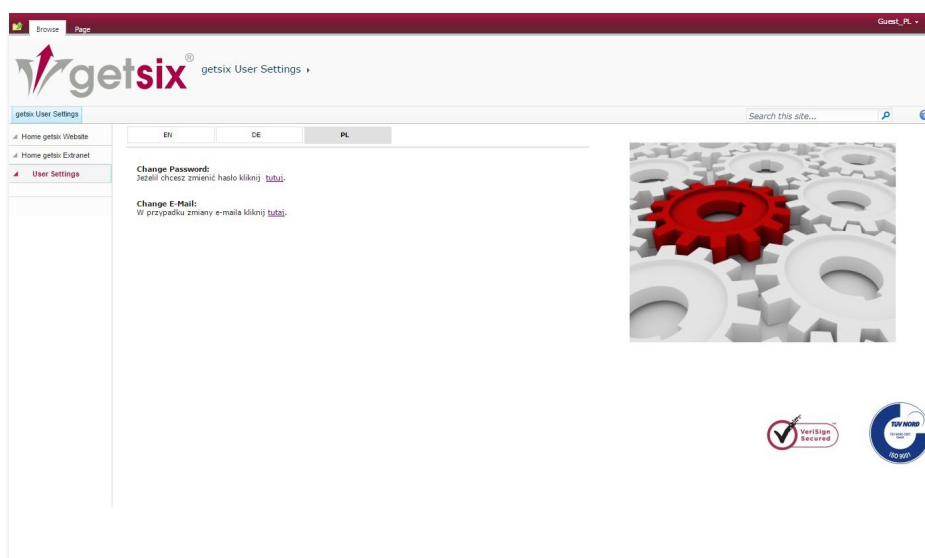 Browse
Page
Guest_PL
getsix®
getsix User Settings
getsix User Settings
Search this site...
Home getsix Website
Home getsix Extranet
User Settings
EN
DE
PL
Change Password:
Jeżelil chcesz zmienić hasło kliknij tutuj.
Change E-Mail:
W przypadku zmiany e-maila kliknij tutaj.
VeriSign
Secured
TÜV NORD
ISO 9001